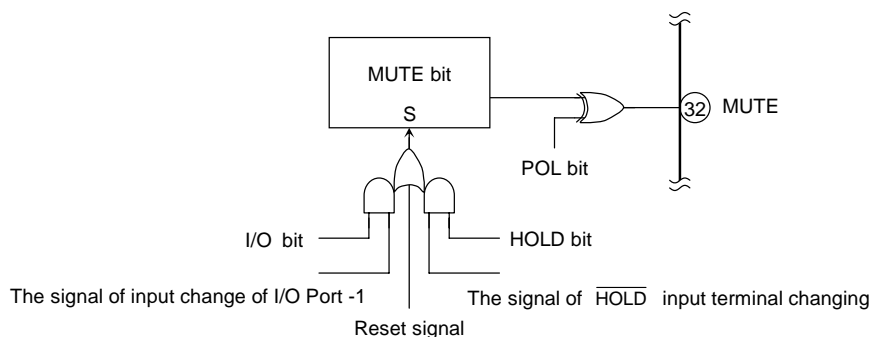 MUTE bit
S
32 MUTE
POL bit
I/O bit
HOLD bit
The signal of input change of I/O Port -1
The signal of HOLD input terminal changing
Reset signal